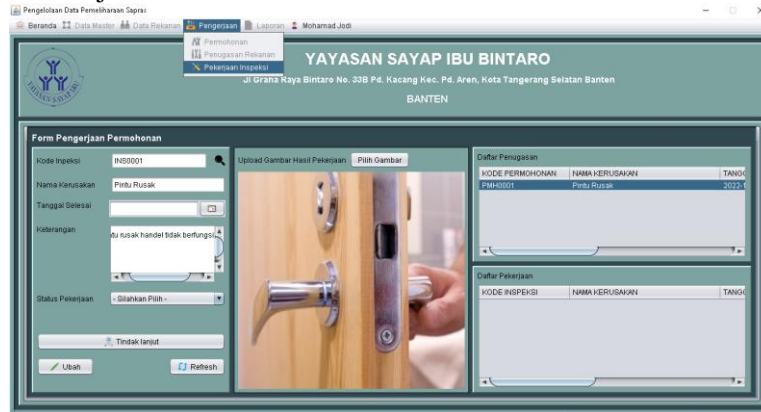 Pengelolaan Data Pemeliharaan Sapras
Beranda Data Master Data Rekanan Pengerjaan Laporan Mohamad Jodi
Permohonan
Penugasan Rekanan
Pekerjaan Inspeksi
YAYASAN SAYAP IBU BINTARO
Jl Graha Raya Bintaro No. 33B Pd. Kacang Kec. Pd. Aren, Kota Tangerang Selatan Banten
BANTEN
Form Pengerjaan Permohonan
Kode Inpeksi INS0001
Nama Kerusakan Pintu Rusak
Tanggal Selesai
Keterangan
tu rusak handel tidak berfungsi
Status Pekerjaan - Silahkan Pilih -
Tindak lanjut
Ubah Refresh
Upload Gambar Hasil Pekerjaan Pilih Gambar
Daftar Penugasan
KODE PERMOHONAN NAMA KERUSAKAN TANGG
PMH0001 Pintu Rusak 2022-1
Daftar Pekerjaan
KODE INSPEKSI NAMA KERUSAKAN TANGG